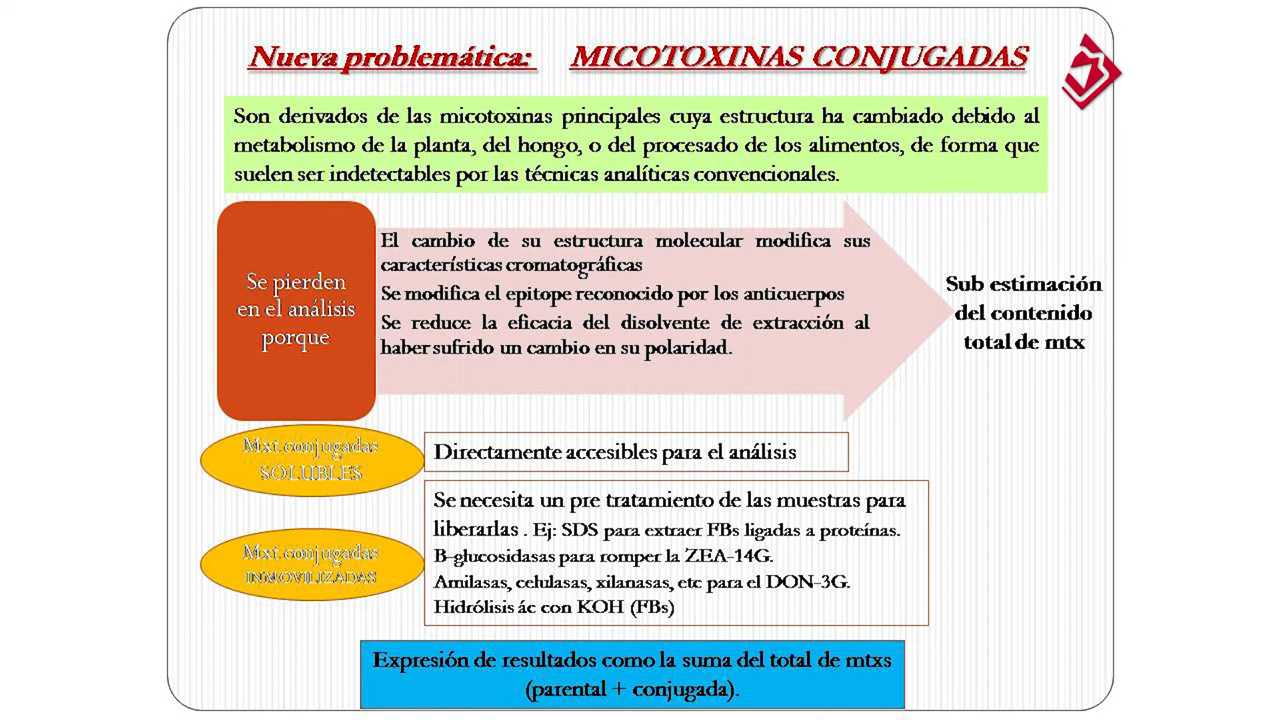 Nueva problemática: MICOTOXINAS CONJUGADAS
Son derivados de las micotoxinas principales cuya estructura ha cambiado debido al
metabolismo de la planta, del hongo, o del procesado de los alimentos, de forma que
suelen ser indetectables por las técnicas analíticas convencionales.
Se pierden
en el análisis
porque
El cambio de su estructura molecular modifica sus
características cromatográficas
Se modifica el epitope reconocido por los anticuerpos
Se reduce la eficacia del disolvente de extracción al
haber sufrido un cambio en su polaridad.
Sub estimación
del contenido
total de mtx
Mxt.conjugadas
SOLUBLES
Directamente accesibles para el análisis
Mxt.conjugadas
INMOVILIZADAS
Se necesita un pre tratamiento de las muestras para
liberarlas . Ej: SDS para extraer FBs ligadas a proteínas.
B-glucosidasas para romper la ZEA-14G.
Amilasas, celulasas, xilanasas, etc para el DON-3G.
Hidrólisis ác con KOH (FBs)
Expresión de resultados como la suma del total de mtxs
(parental + conjugada).